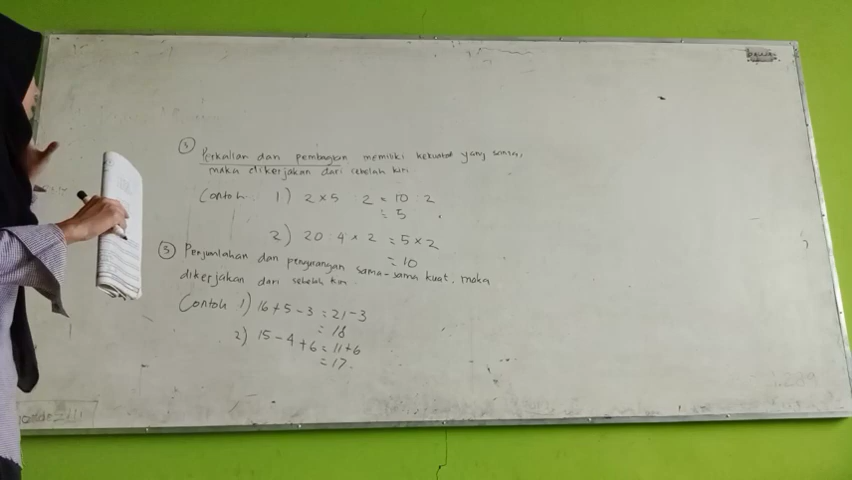 ③ Perkalian dan pembagian memiliki kekuatan yang sama,
maka dikerjakan dari sebelah kiri
Contoh : 1) 2 x 5 : 2 = 10 : 2
= 5
2) 20 : 4 x 2 = 5 x 2
= 10
⑤ Penjumlahan dan pengurangan sama-sama kuat, maka
dikerjakan dari sebelah kiri
Contoh 1) 16 + 5 - 3 = 21 - 3
= 18
2) 15 - 4 + 6 = 11 + 6
= 17.